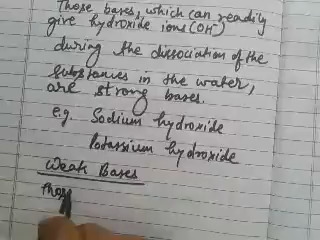 Those bases, which can readily
give hydroxide ions (OH⁻)
during the dissociation of the
substances in the water,
are strong bases.
e.g. Sodium hydroxide
Potassium hydroxide
Weak Bases
Thos